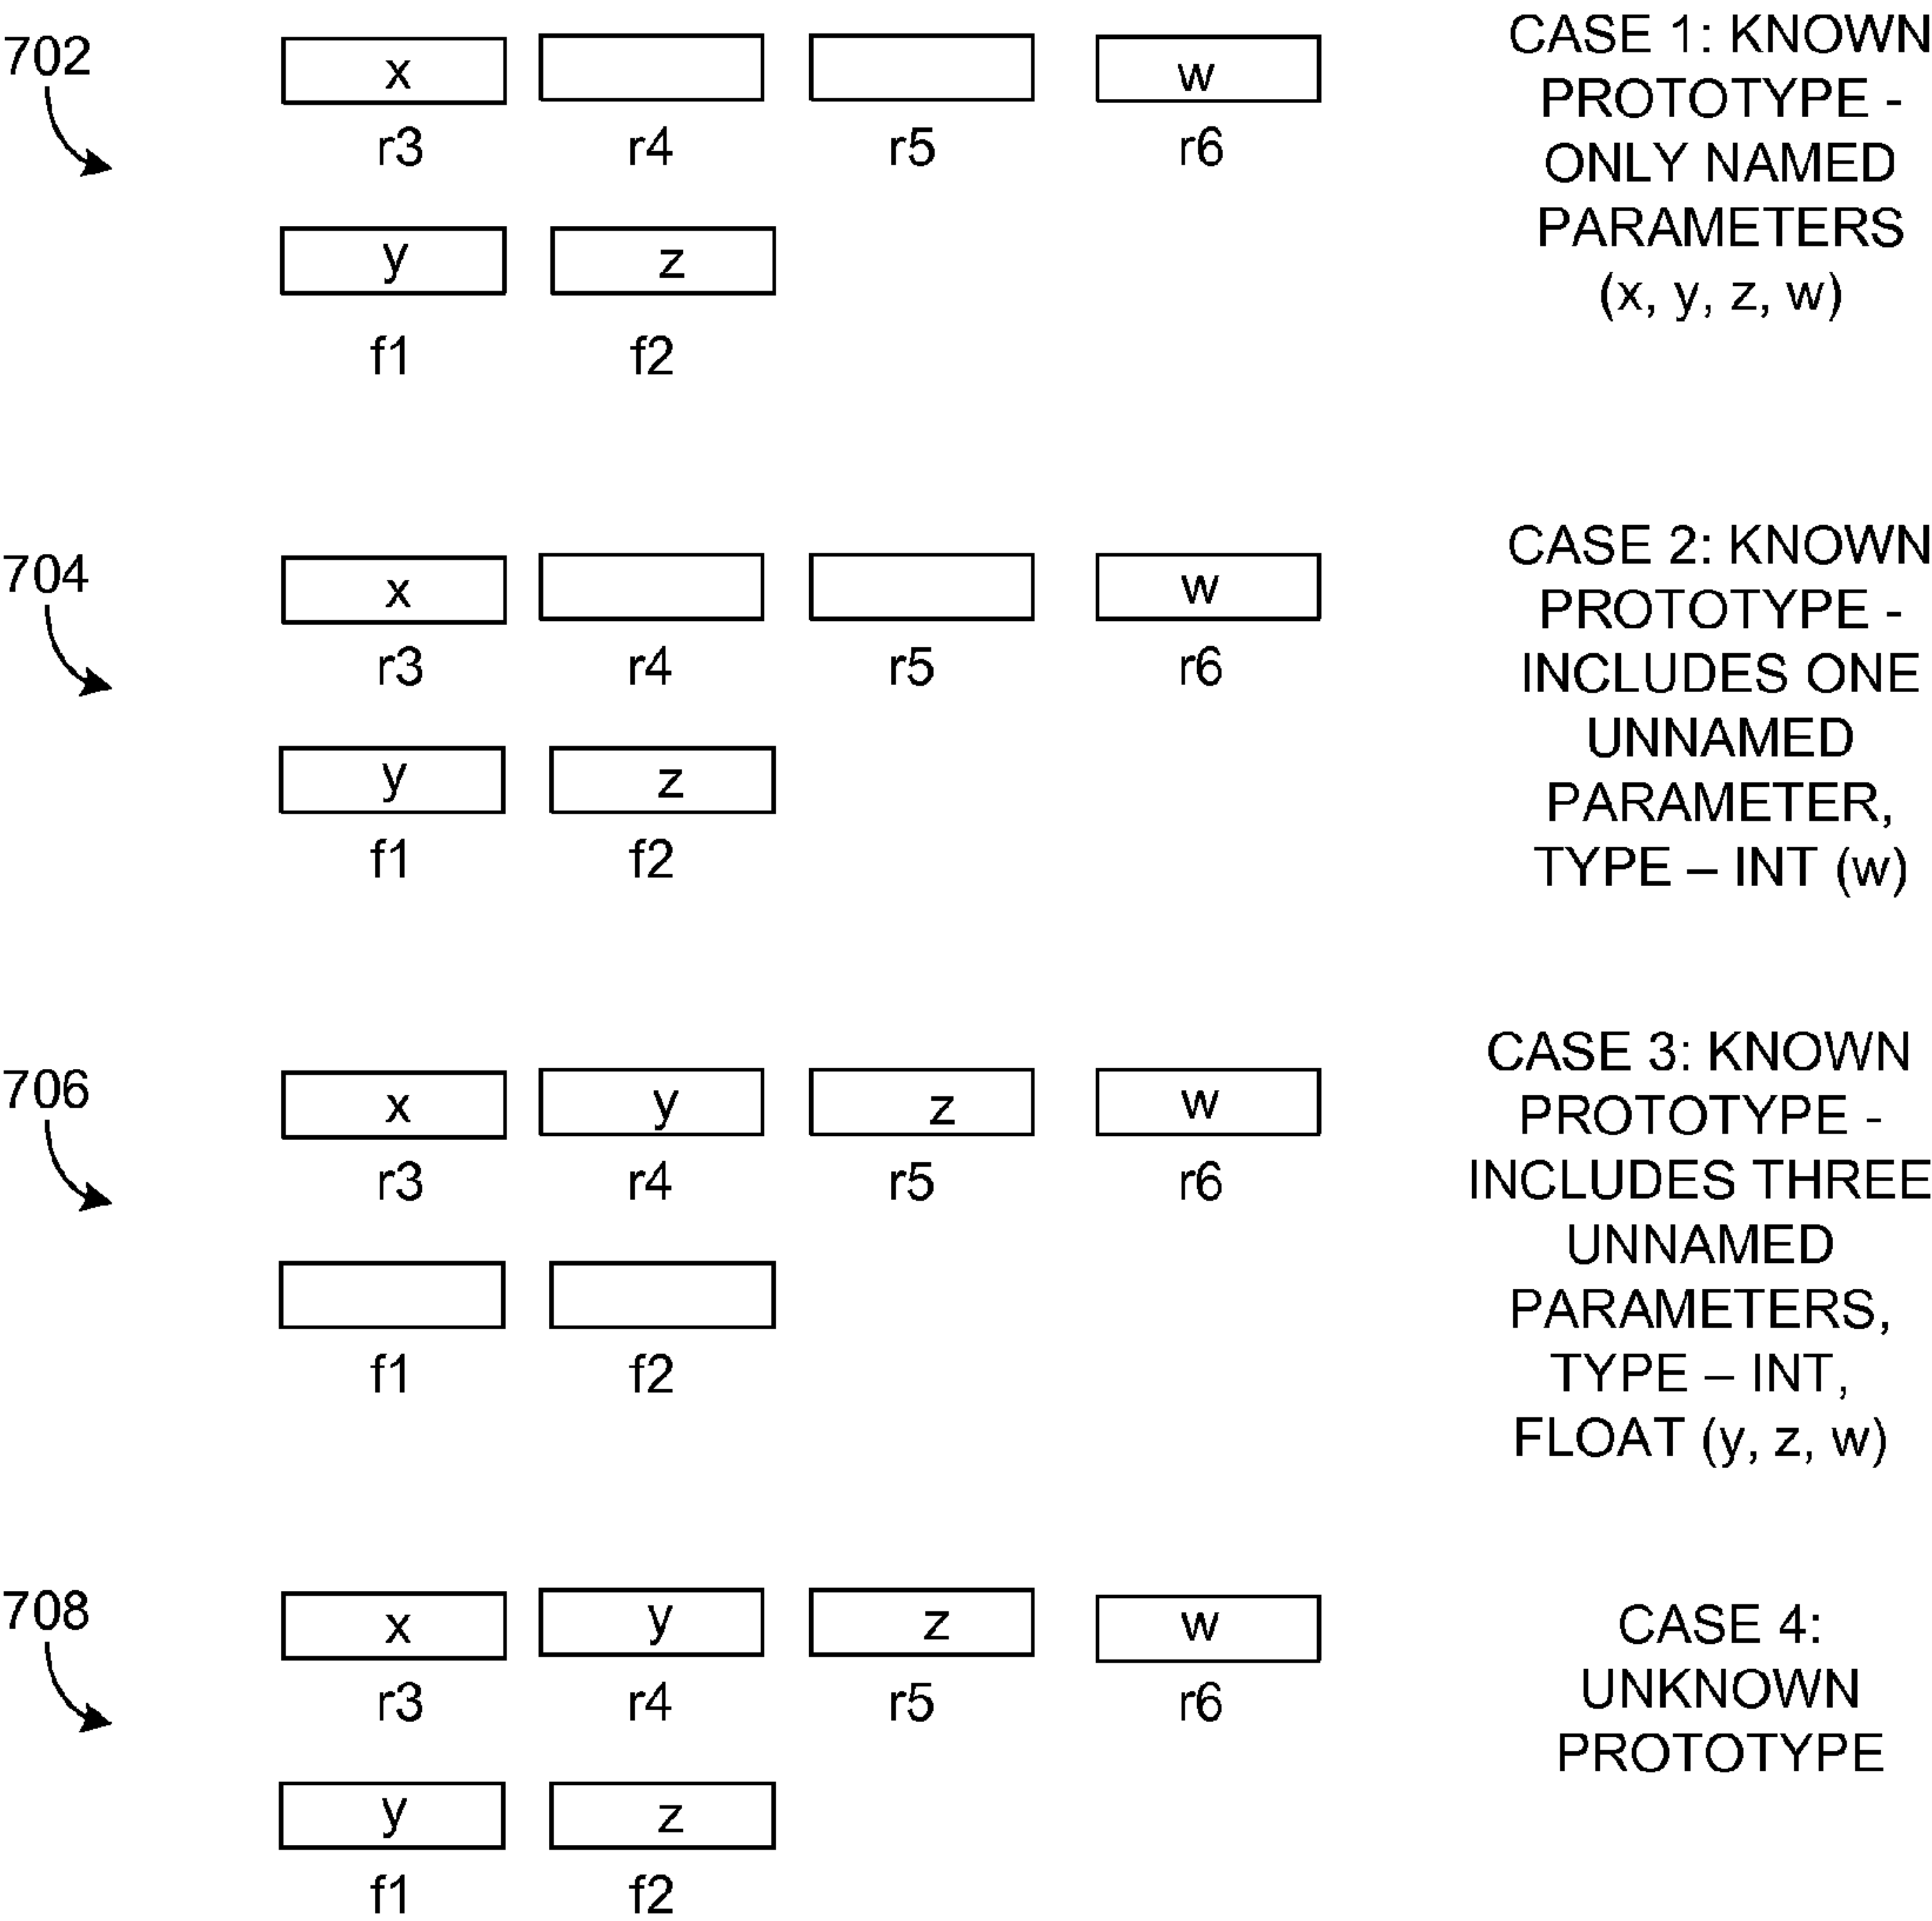 702
x
w
r3 r4 r5 r6
y z
f1 f2
CASE 1: KNOWN
PROTOTYPE -
ONLY NAMED
PARAMETERS
(x, y, z, w)
704
x
w
r3 r4 r5 r6
y z
f1 f2
CASE 2: KNOWN
PROTOTYPE -
INCLUDES ONE
UNNAMED
PARAMETER,
TYPE – INT (w)
706
x y z w
r3 r4 r5 r6
f1 f2
CASE 3: KNOWN
PROTOTYPE -
INCLUDES THREE
UNNAMED
PARAMETERS,
TYPE – INT,
FLOAT (y, z, w)
708
x y z w
r3 r4 r5 r6
y z
f1 f2
CASE 4:
UNKNOWN
PROTOTYPE